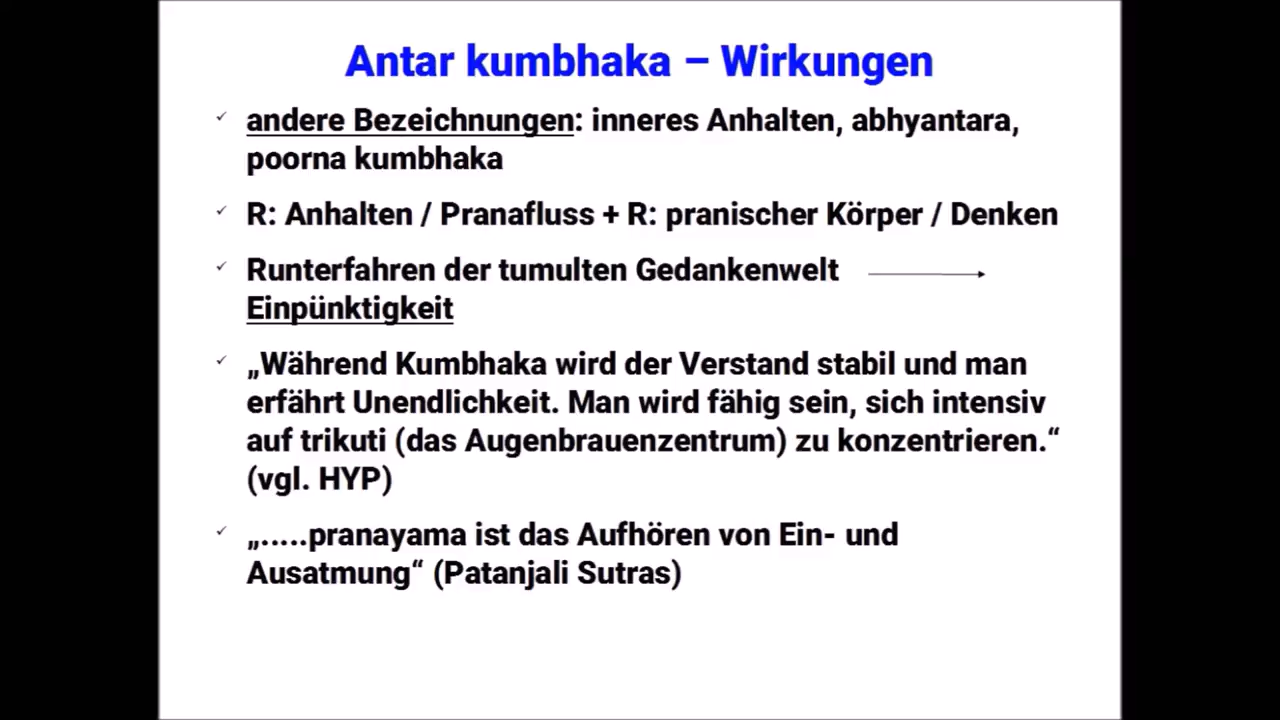 Antar kumbhaka – Wirkungen
andere Bezeichnungen: inneres Anhalten, abhyantara,
poorna kumbhaka
R: Anhalten / Pranafluss + R: pranischer Körper / Denken
Runterfahren der tumulten Gedankenwelt
Einpünktigkeit
„Während Kumbhaka wird der Verstand stabil und man
erfährt Unendlichkeit. Man wird fähig sein, sich intensiv
auf trikuti (das Augenbrauenzentrum) zu konzentrieren.“
(vgl. HYP)
„.....pranayama ist das Aufhören von Ein- und
Ausatmung“ (Patanjali Sutras)